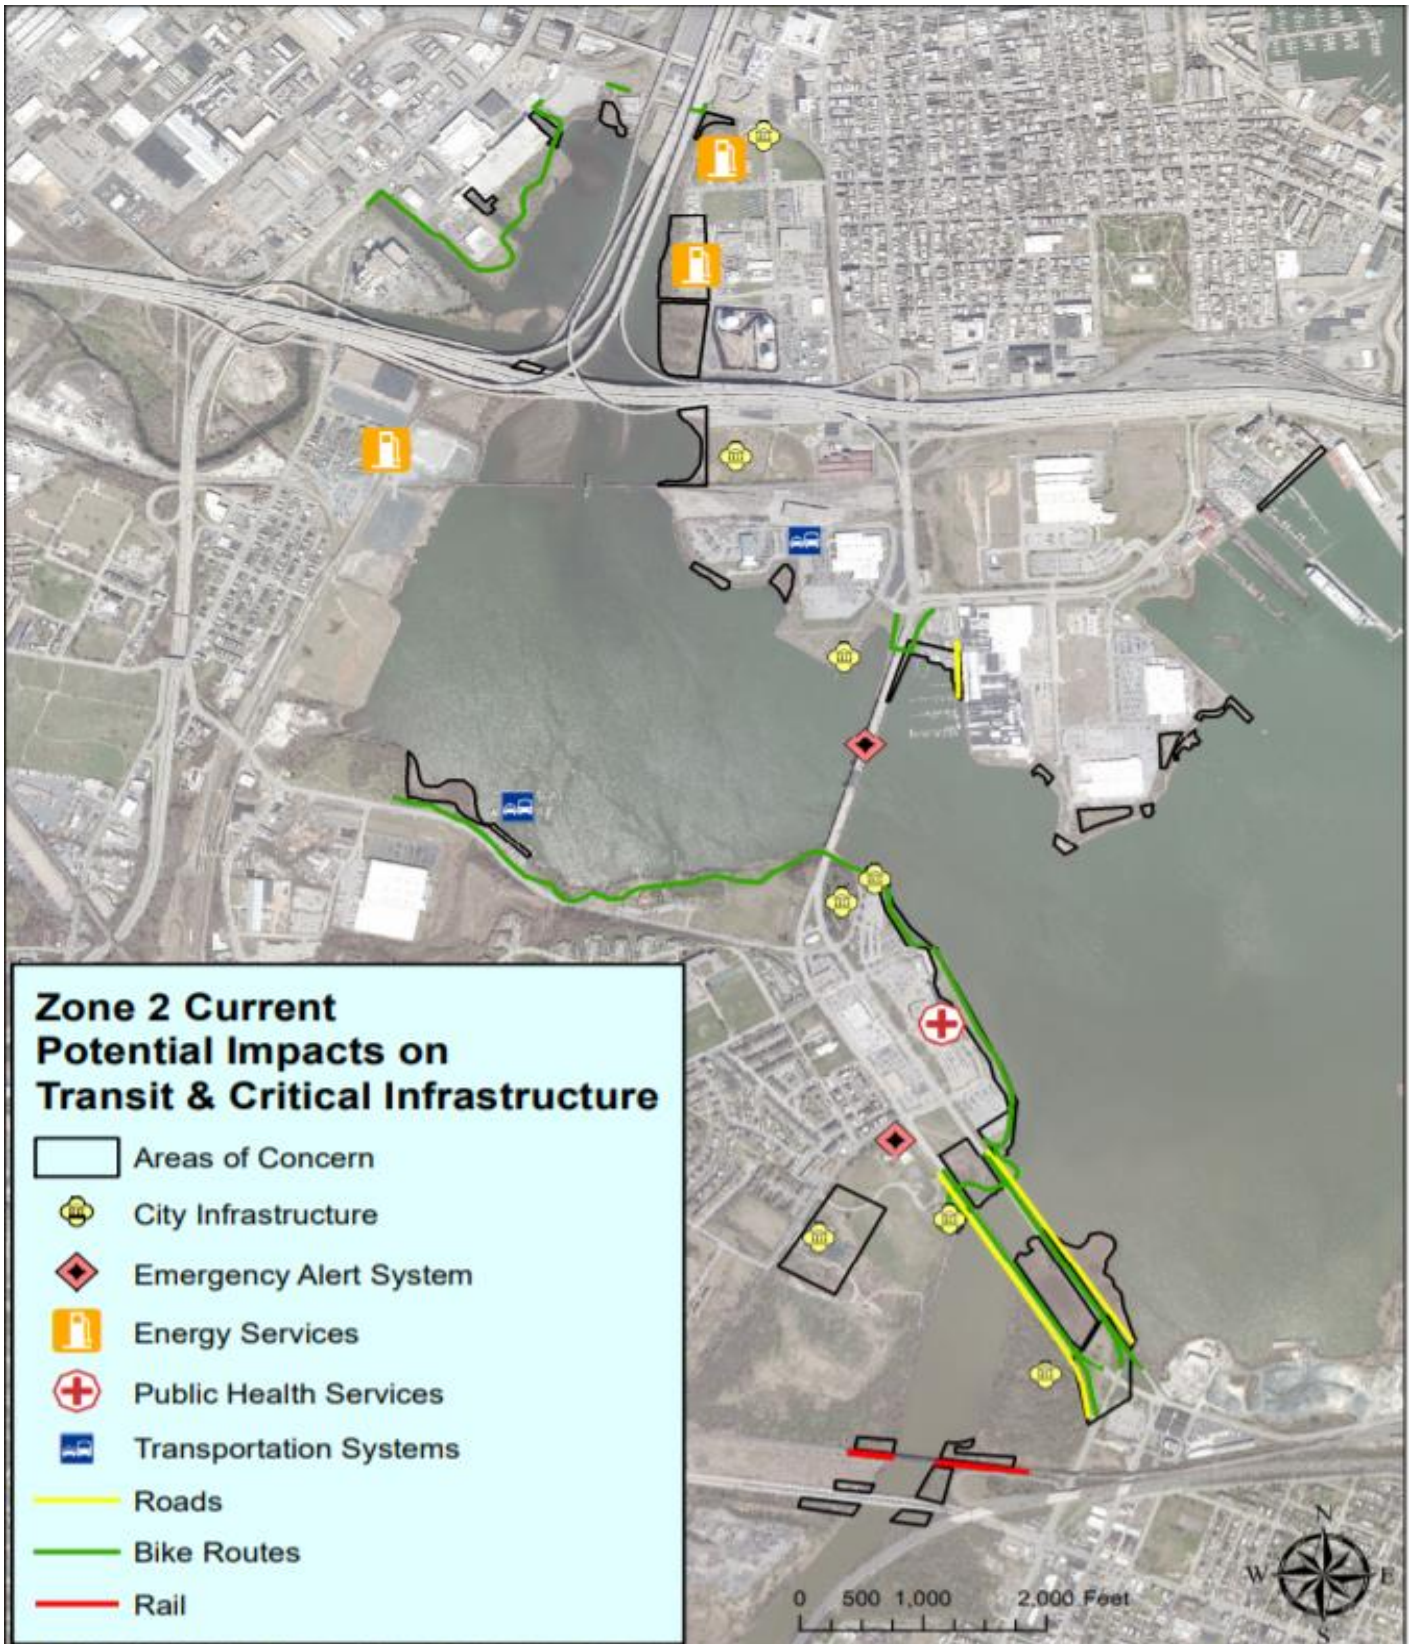 Zone 2 Current
Potential Impacts on
Transit & Critical Infrastructure
Areas of Concern
City Infrastructure
Emergency Alert System
Energy Services
Public Health Services
Transportation Systems
Roads
Bike Routes
Rail
N
W E
S
0 500 1,000 2,000 Feet